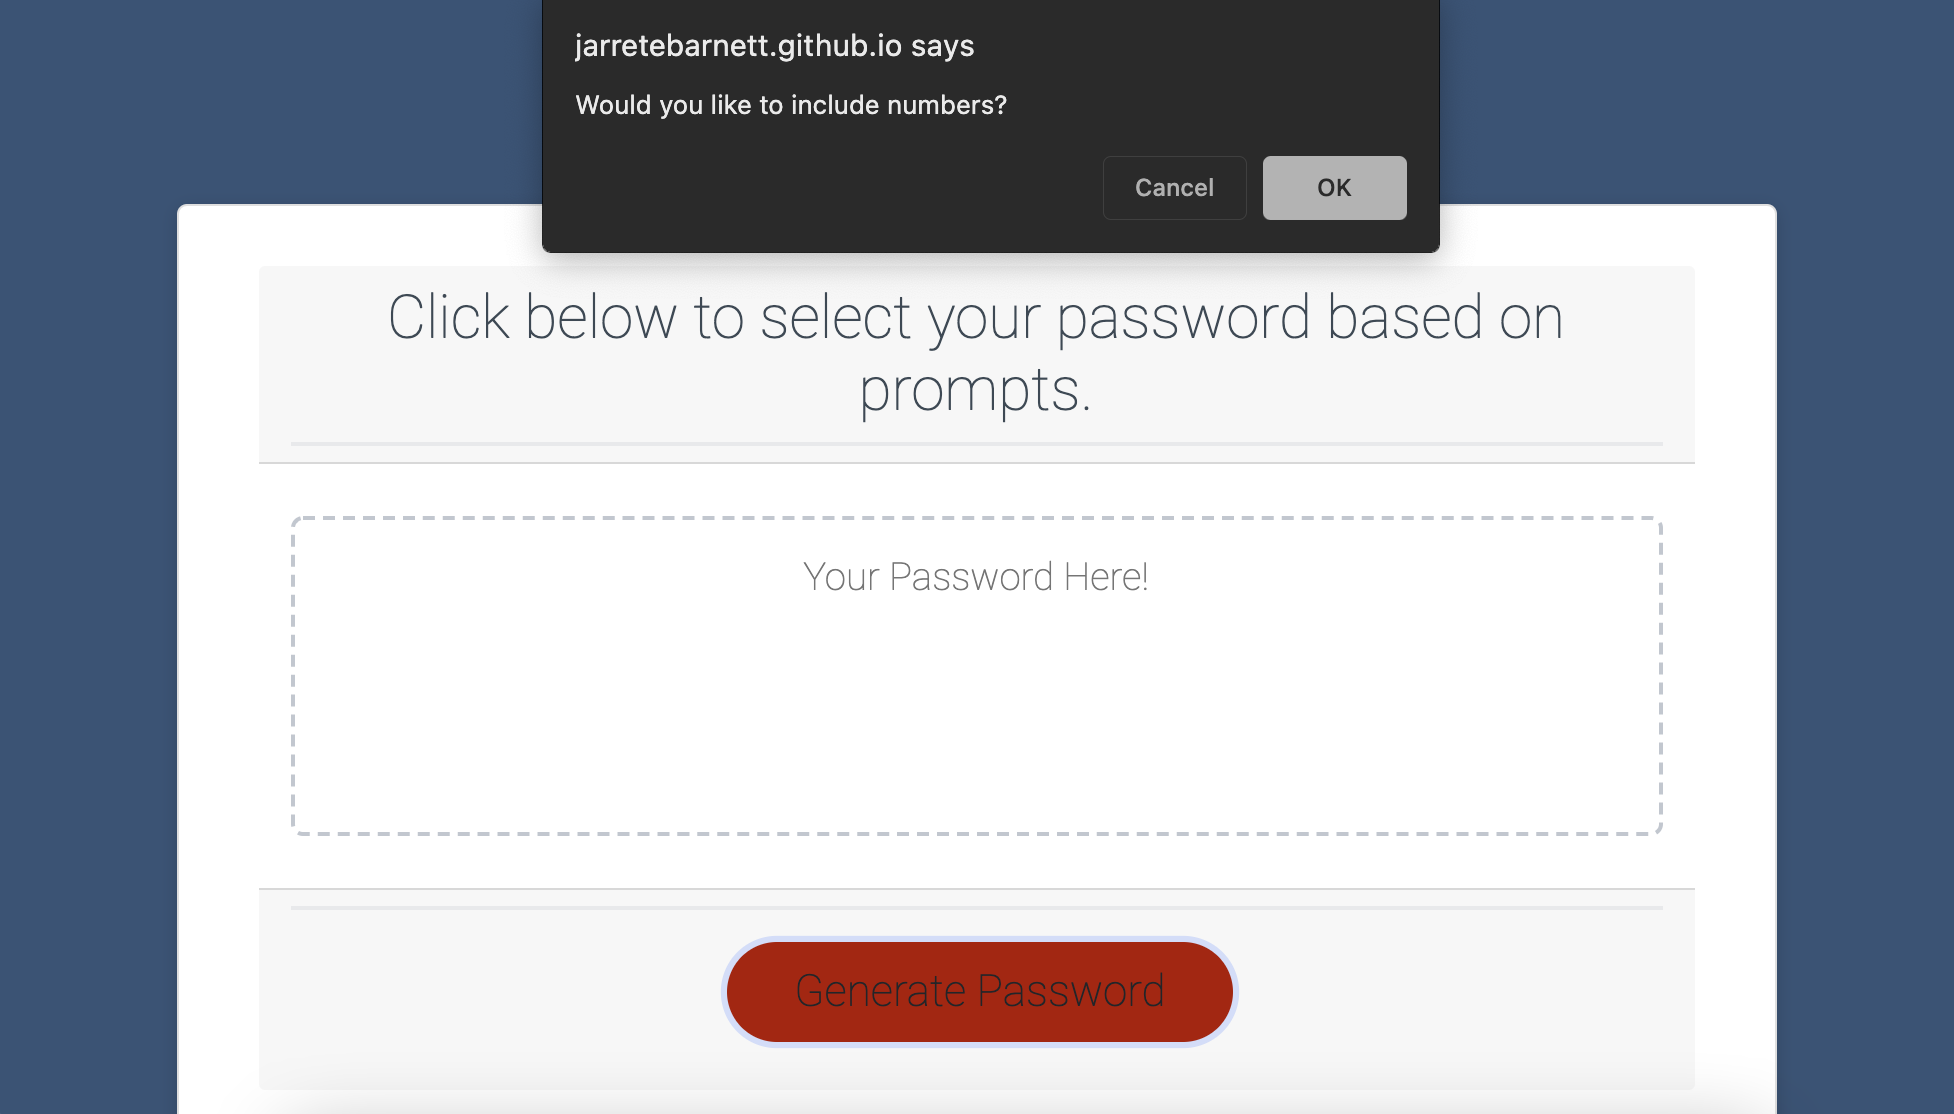 jarretebarnett.github.io says
Would you like to include numbers?
Cancel
OK
Click below to select your password based on
prompts.
Your Password Here!
Generate Password